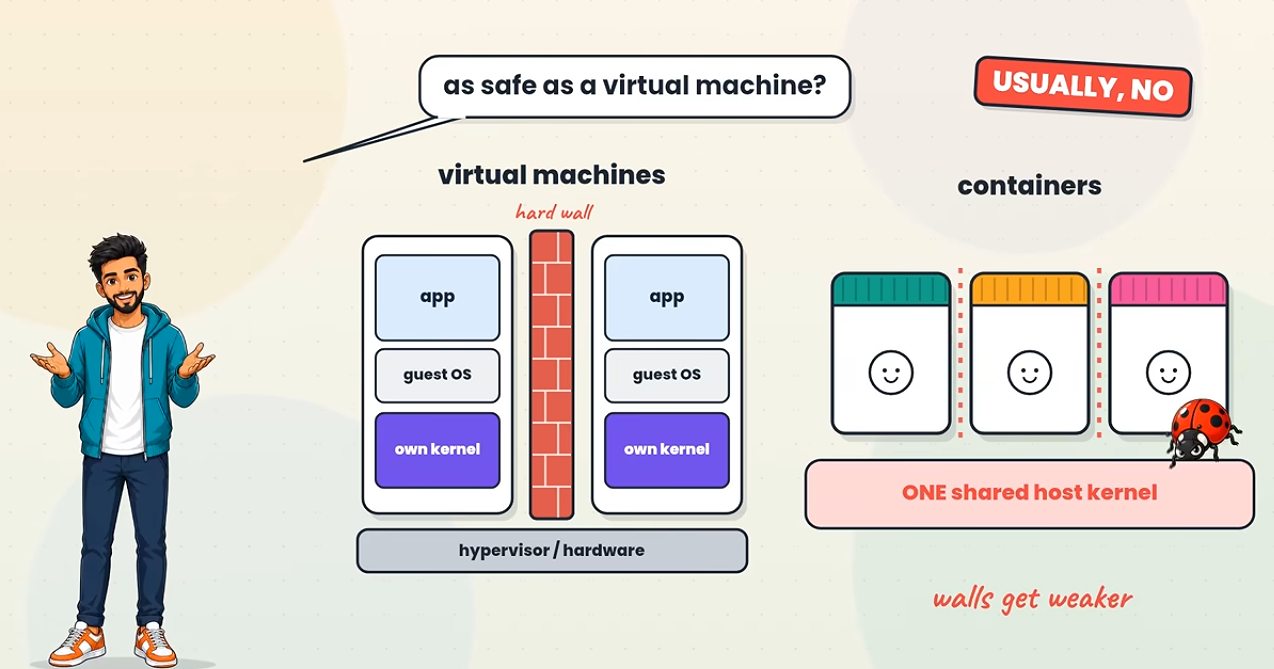 as safe as a virtual machine?
USUALLY, NO
virtual machines
hard wall
app
guest OS
own kernel
app
guest OS
own kernel
hypervisor / hardware
containers
ONE shared host kernel
walls get weaker